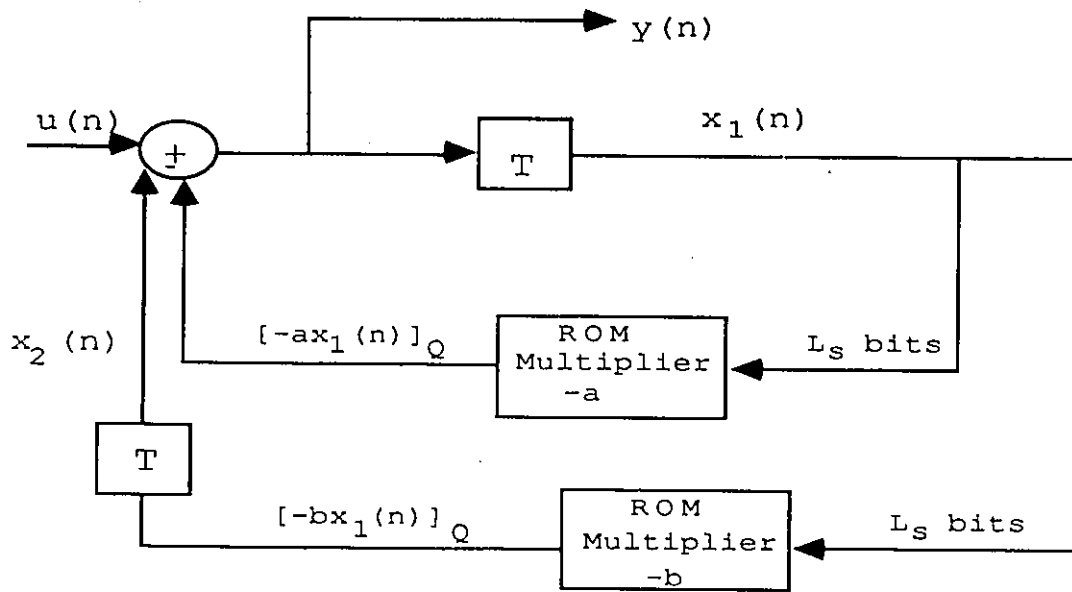 y(n)
u(n)
x₁(n)
±
T
[-ax₁(n)]Q
ROM
Multiplier
-a
Lₛ bits
x₂ (n)
T
[-bx₁(n)]Q
ROM
Multiplier
-b
Lₛ bits